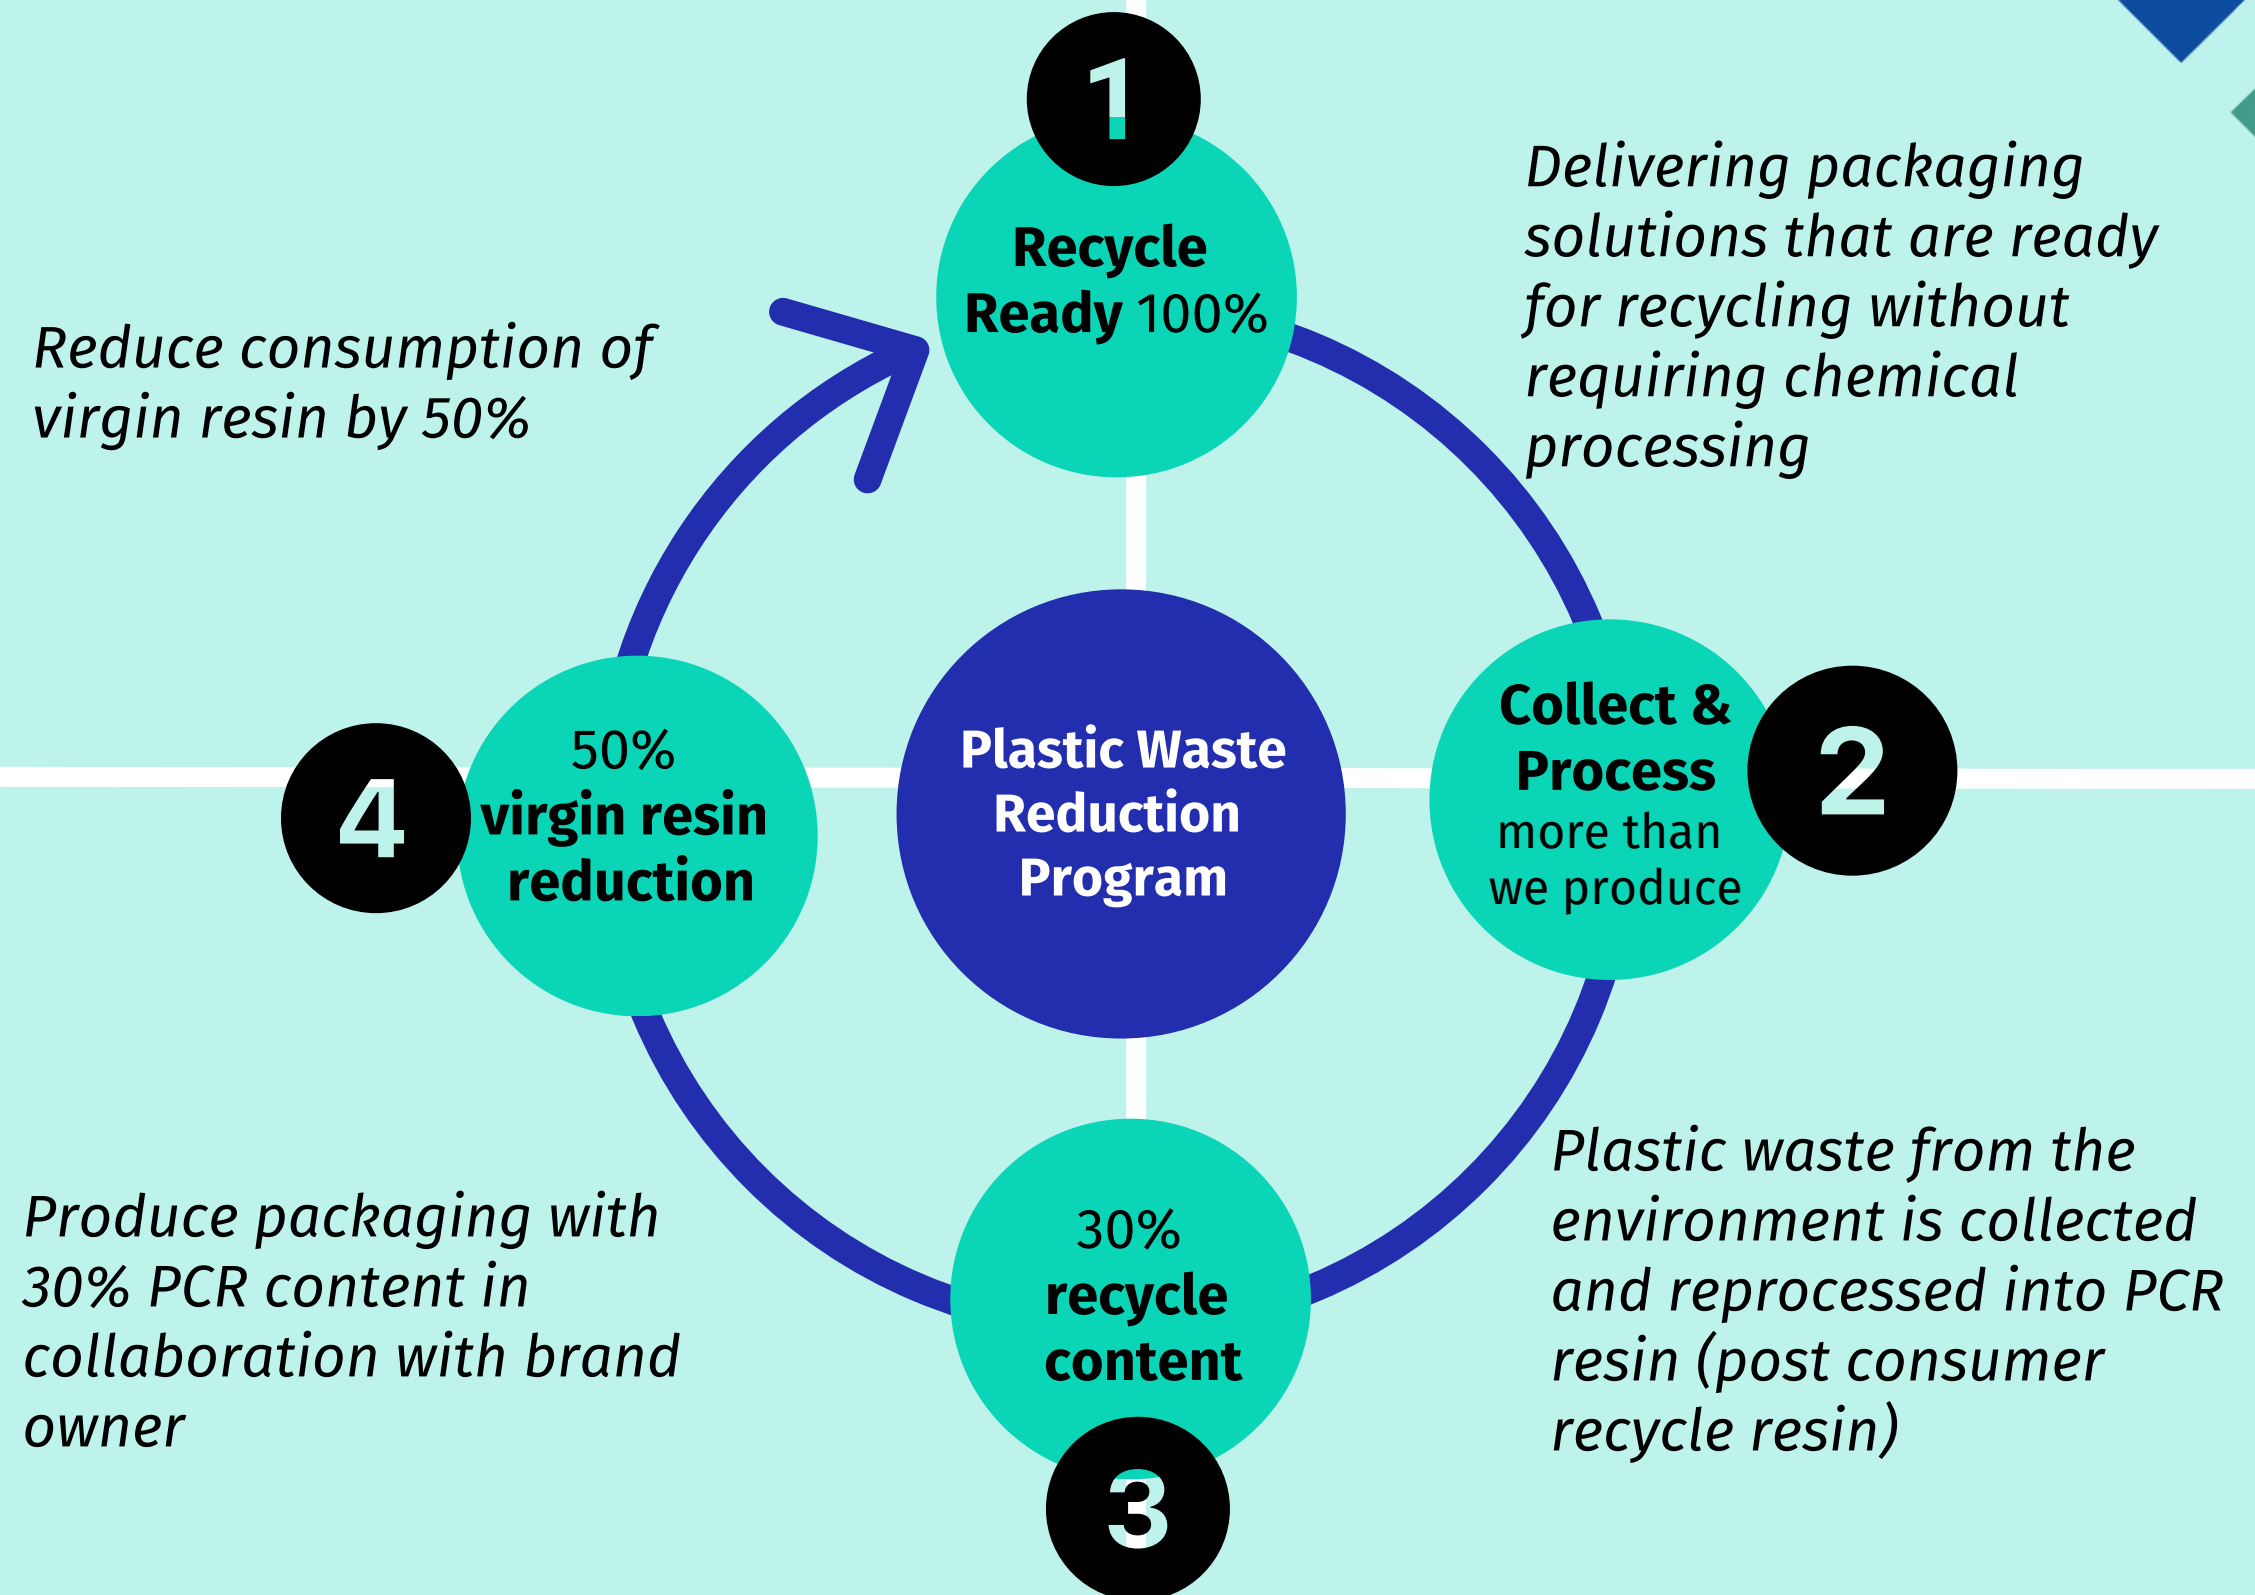 1
Recycle
Ready 100%
Delivering packaging
solutions that are ready
for recycling without
requiring chemical
processing
Reduce consumption of
virgin resin by 50%
Collect &
Process
more than
we produce
2
Plastic Waste
Reduction
Program
4
50%
virgin resin
reduction
Plastic waste from the
environment is collected
and reprocessed into PCR
resin (post consumer
recycle resin)
30%
recycle
content
3
Produce packaging with
30% PCR content in
collaboration with brand
owner